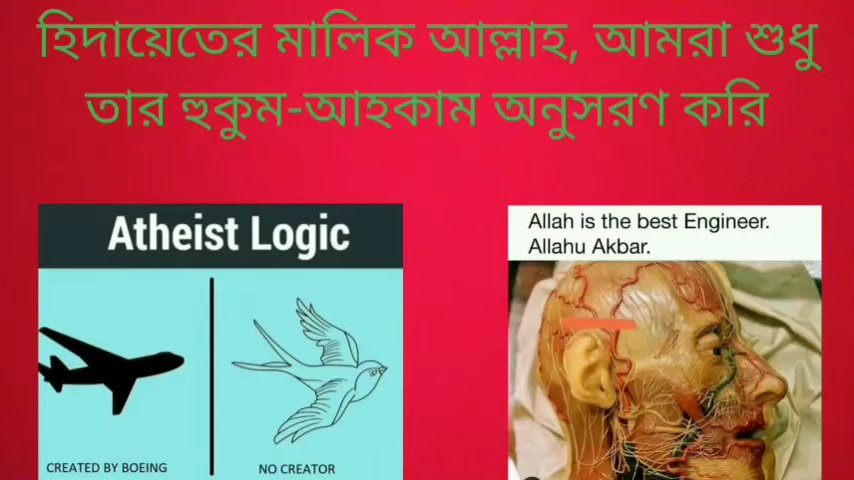 হিদায়েতের মালিক আল্লাহ, আমরা শুধু
তার হুকুম-আহকাম অনুসরণ করি
Atheist Logic
CREATED BY BOEING
NO CREATOR
Allah is the best Engineer.
Allahu Akbar.